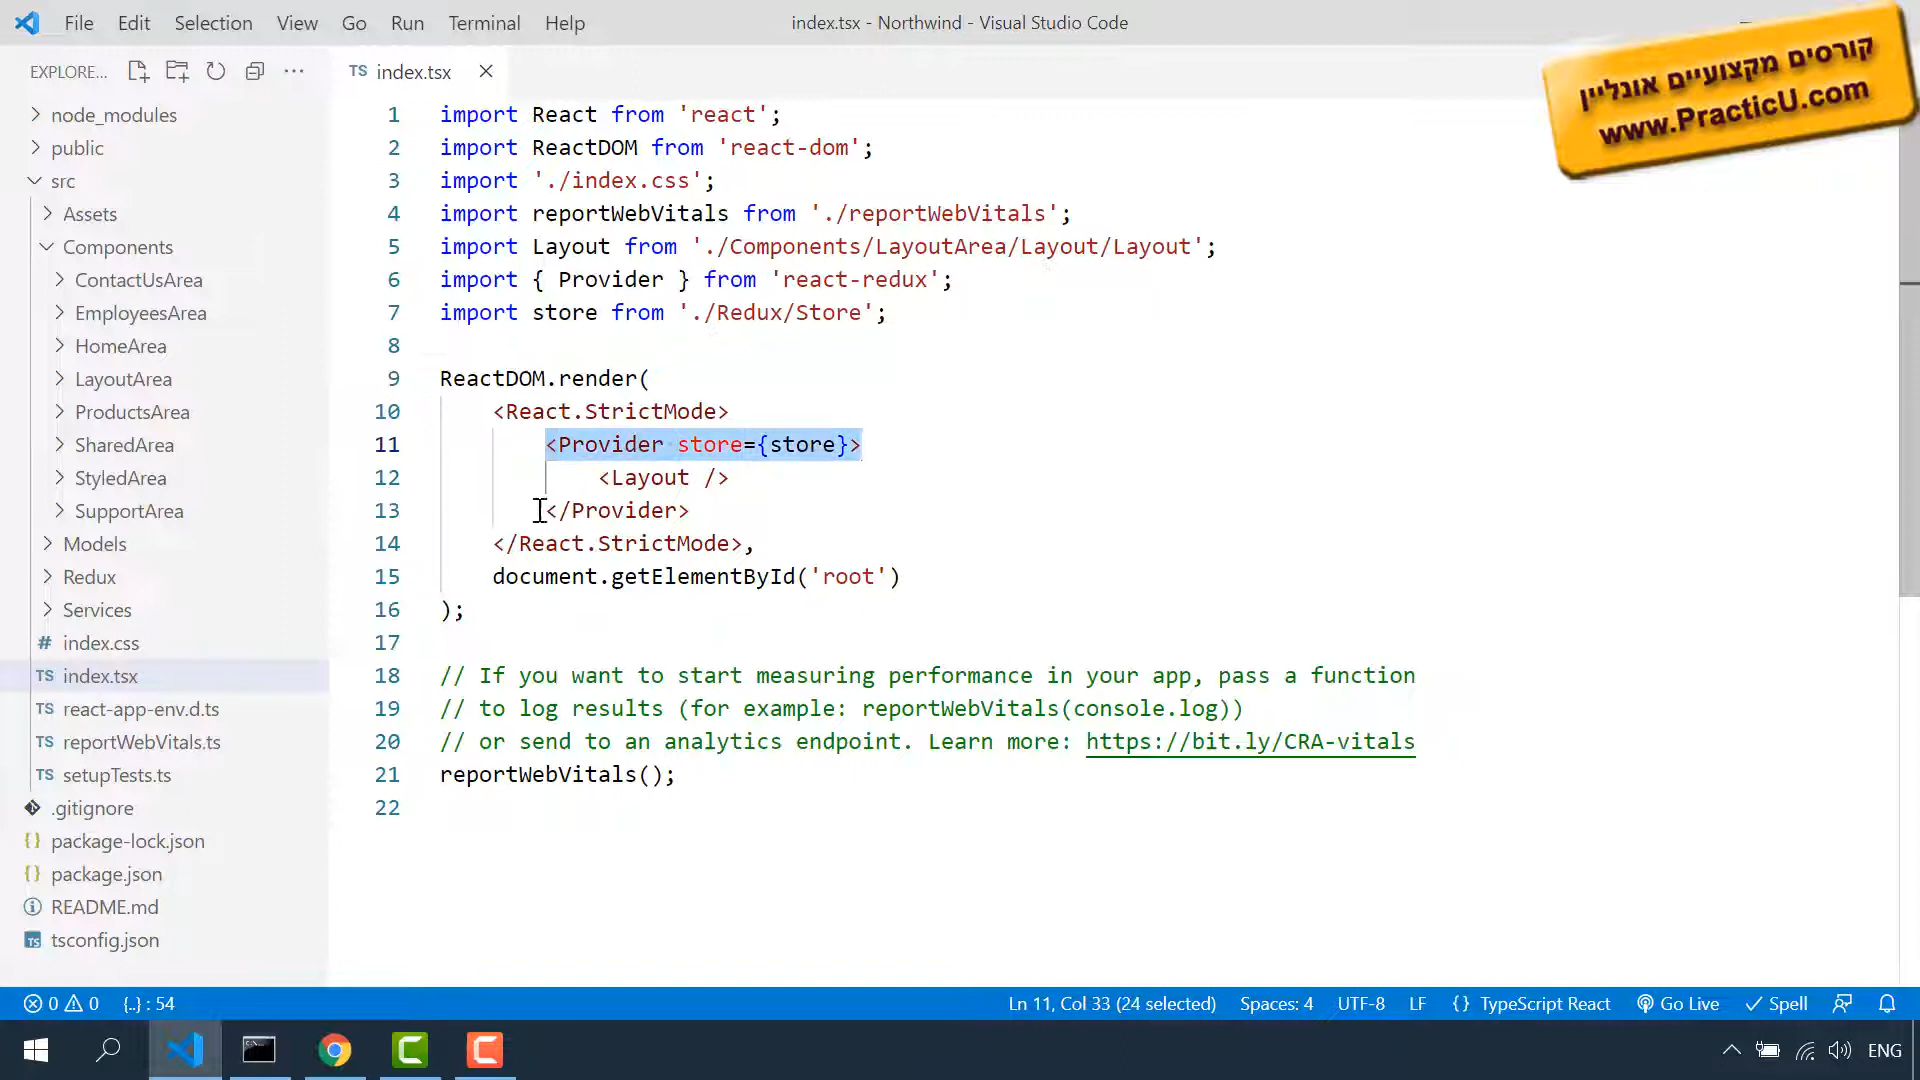 File Edit Selection View Go Run Terminal Help
index.tsx - Northwind - Visual Studio Code
קורסים מקצועיים אונליין
www.PracticU.com
EXPLORE...
node_modules
public
src
Assets
Components
ContactUsArea
EmployeesArea
HomeArea
LayoutArea
ProductsArea
SharedArea
StyledArea
SupportArea
Models
Redux
Services
# index.css
TS index.tsx
TS react-app-env.d.ts
TS reportWebVitals.ts
TS setupTests.ts
.gitignore
{} package-lock.json
{} package.json
README.md
TS tsconfig.json
TS index.tsx
1 import React from 'react';
2 import ReactDOM from 'react-dom';
3 import './index.css';
4 import reportWebVitals from './reportWebVitals';
5 import Layout from './Components/LayoutArea/Layout/Layout';
6 import { Provider } from 'react-redux';
7 import store from './Redux/Store';
8
9 ReactDOM.render(
10 <React.StrictMode>
11 <Provider store={store}>
12 <Layout />
13 </Provider>
14 </React.StrictMode>,
15 document.getElementById('root')
16 );
17
18 // If you want to start measuring performance in your app, pass a function
19 // to log results (for example: reportWebVitals(console.log))
20 // or send to an analytics endpoint. Learn more: https://bit.ly/CRA-vitals
21 reportWebVitals();
22
0 0 {..} : 54 Ln 11, Col 33 (24 selected) Spaces: 4 UTF-8 LF {} TypeScript React Go Live Spell
ENG